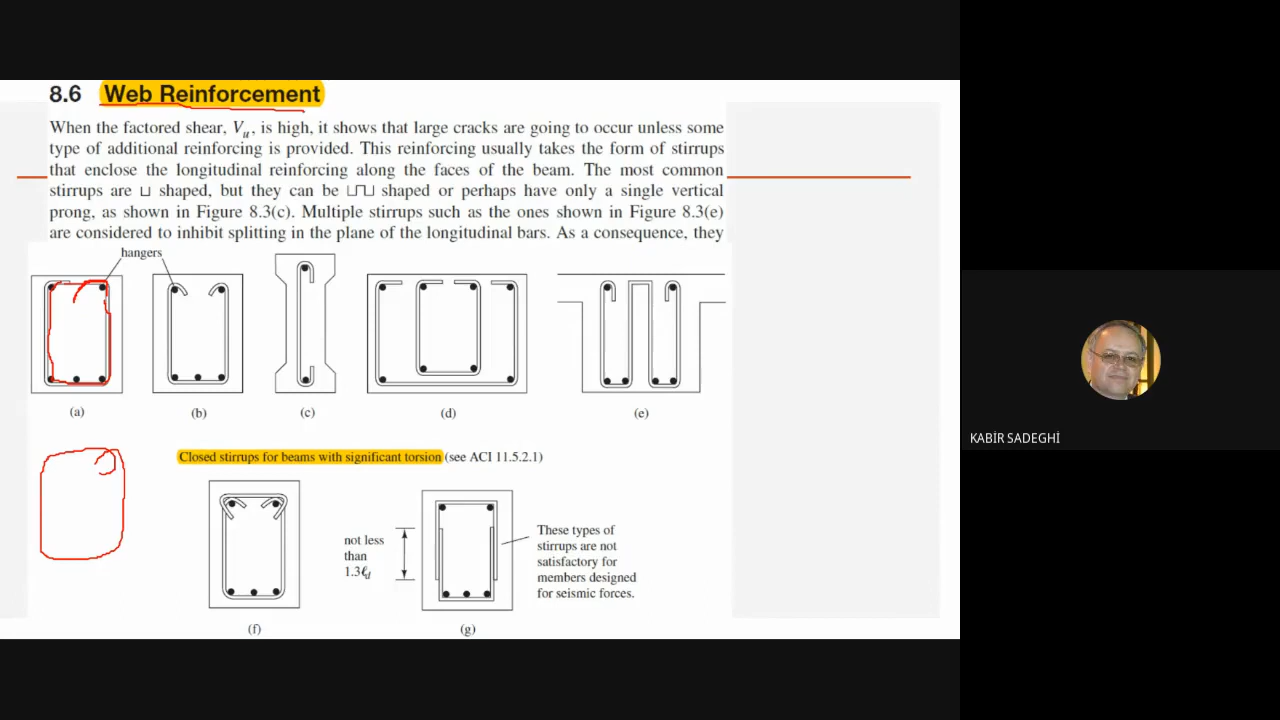 8.6 Web Reinforcement
When the factored shear, Vu, is high, it shows that large cracks are going to occur unless some
type of additional reinforcing is provided. This reinforcing usually takes the form of stirrups
that enclose the longitudinal reinforcing along the faces of the beam. The most common
stirrups are ⊔ shaped, but they can be ⊔⊓⊔ shaped or perhaps have only a single vertical
prong, as shown in Figure 8.3(c). Multiple stirrups such as the ones shown in Figure 8.3(e)
are considered to inhibit splitting in the plane of the longitudinal bars. As a consequence, they
hangers
(a) (b) (c) (d) (e)
KABİR SADEGHİ
Closed stirrups for beams with significant torsion (see ACI 11.5.2.1)
not less
than
1.3ℓd
These types of
stirrups are not
satisfactory for
members designed
for seismic forces.
(f) (g)